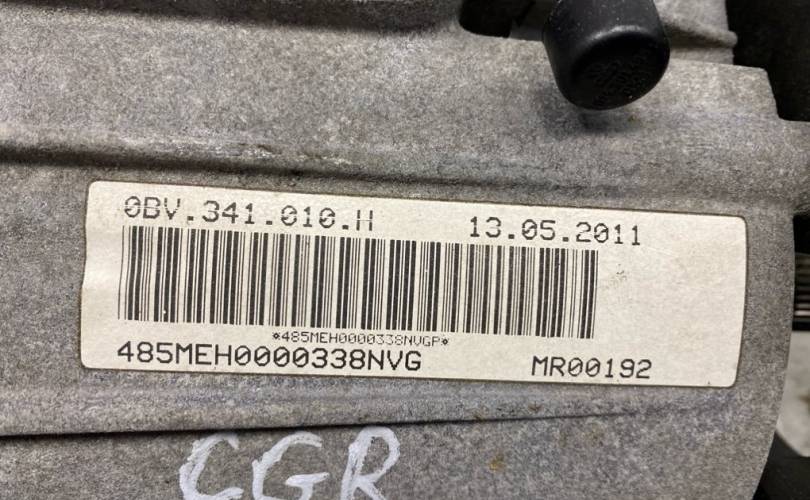 0BV.341.010.H 13.05.2011
*485MEH0000338NVGP*
485MEH0000338NVG MR00192
CGR